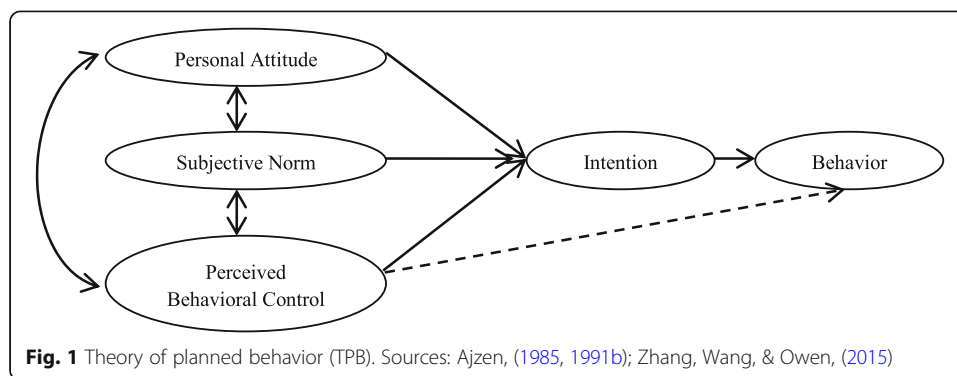 Personal Attitude
Subjective Norm
Intention
Behavior
Perceived
Behavioral Control
Fig. 1 Theory of planned behavior (TPB). Sources: Ajzen, (1985, 1991b); Zhang, Wang, & Owen, (2015)